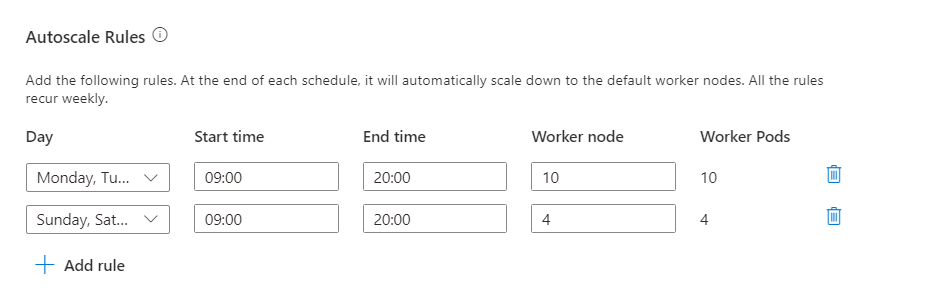 Autoscale Rules
Add the following rules. At the end of each schedule, it will automatically scale down to the default worker nodes. All the rules
recur weekly.
Day Start time End time Worker node Worker Pods
Monday, Tu... 09:00 20:00 10 10
Sunday, Sat... 09:00 20:00 4 4
Add rule